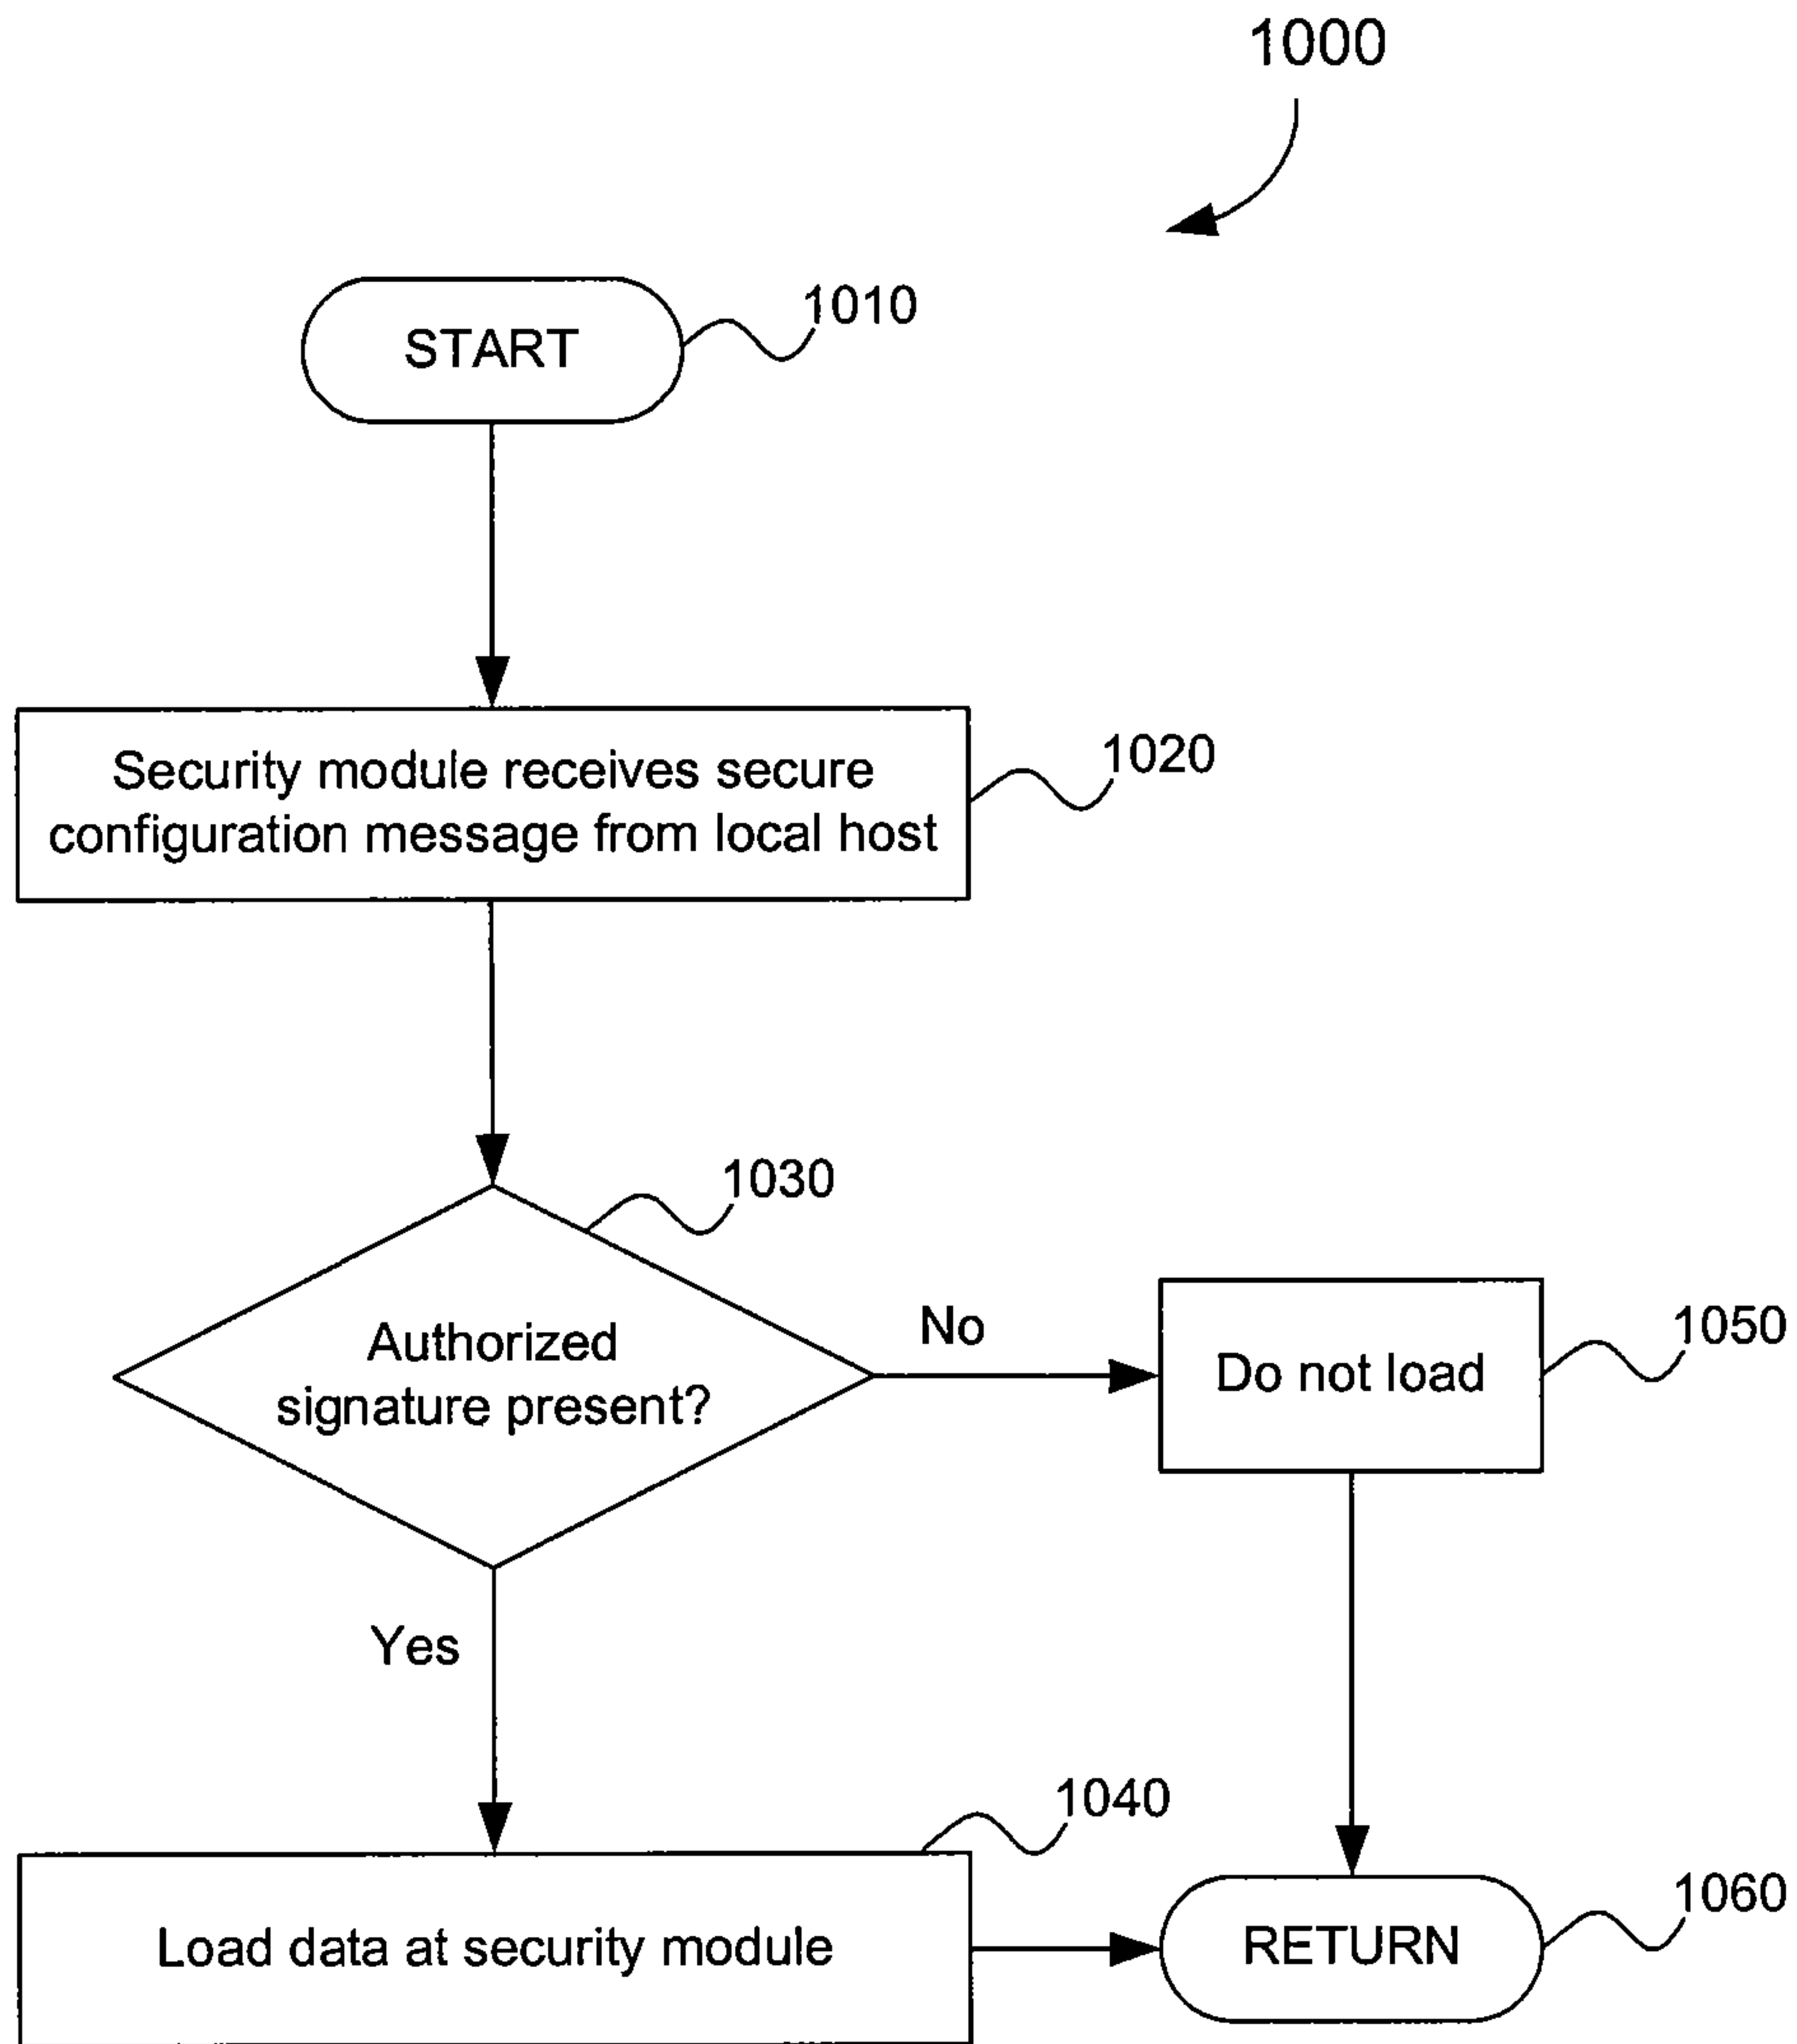 1000
START
1010
Security module receives secure
configuration message from local host
1020
1030
Authorized
signature present?
No
Do not load
1050
Yes
1040
Load data at security module
RETURN
1060